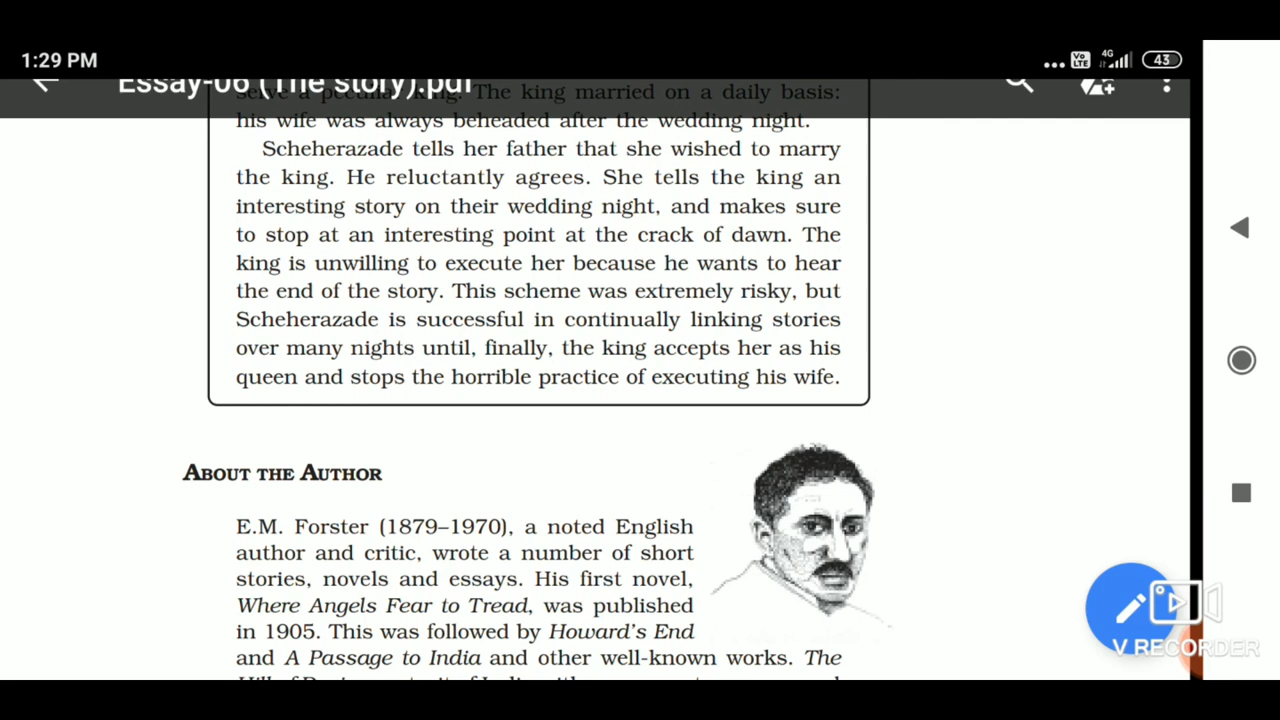 1:29 PM
4G
Vo LTE
43
Essay-06 (The story).pdf
serve a peculiar king. The king married on a daily basis:
his wife was always beheaded after the wedding night.
Scheherazade tells her father that she wished to marry
the king. He reluctantly agrees. She tells the king an
interesting story on their wedding night, and makes sure
to stop at an interesting point at the crack of dawn. The
king is unwilling to execute her because he wants to hear
the end of the story. This scheme was extremely risky, but
Scheherazade is successful in continually linking stories
over many nights until, finally, the king accepts her as his
queen and stops the horrible practice of executing his wife.
ABOUT THE AUTHOR
E.M. Forster (1879–1970), a noted English
author and critic, wrote a number of short
stories, novels and essays. His first novel,
Where Angels Fear to Tread, was published
in 1905. This was followed by Howard's End
and A Passage to India and other well-known works. The
V RECORDER